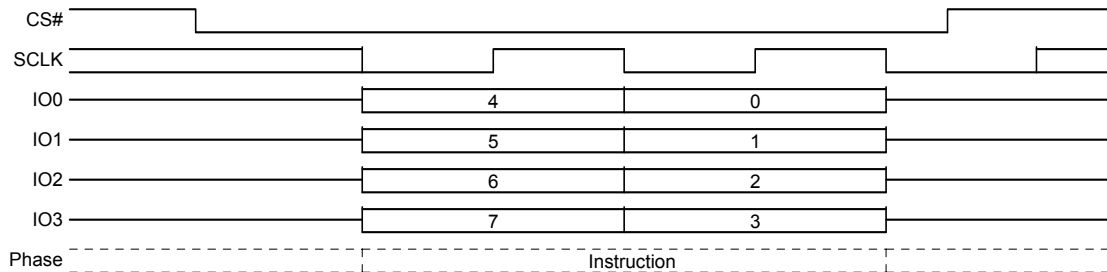 CS#
SCLK
IO0 4 0
IO1 5 1
IO2 6 2
IO3 7 3
Phase Instruction